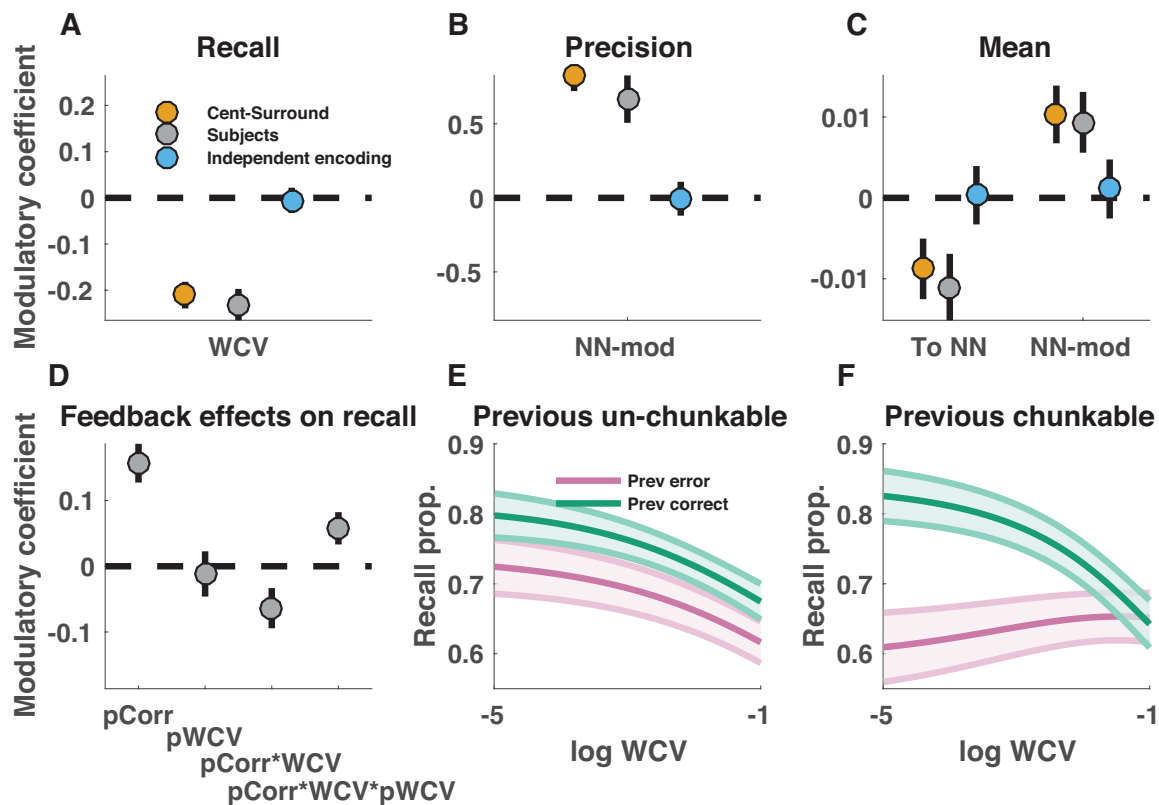 A
Recall
Modulatory coefficient
0.2
0.1
0
-0.1
-0.2
Cent-Surround
Subjects
Independent encoding
WCV
B
Precision
0.5
0
-0.5
NN-mod
C
Mean
0.01
0
-0.01
To NN
NN-mod
D
Feedback effects on recall
Modulatory coefficient
0.1
0
-0.1
pCorr
pWCV
pCorr*WCV
pCorr*WCV*pWCV
E
Previous un-chunkable
Recall prop.
0.9
0.8
0.7
0.6
Prev error
Prev correct
-5
-1
log WCV
F
Previous chunkable
Recall prop.
0.9
0.8
0.7
0.6
-5
-1
log WCV